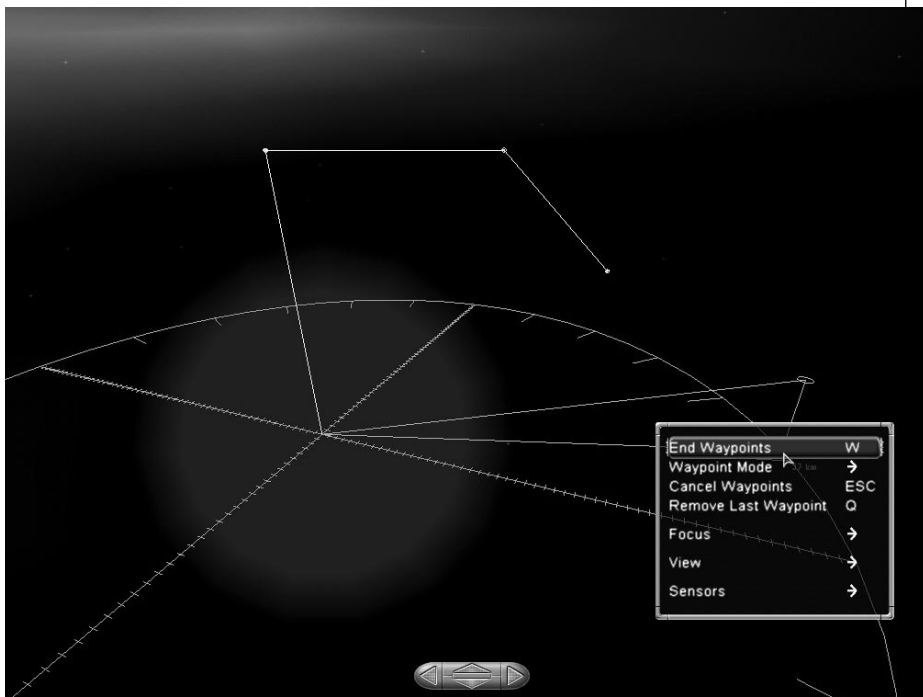 End Waypoints W
Waypoint Mode
Cancel Waypoints ESC
Remove Last Waypoint Q
Focus
View
Sensors